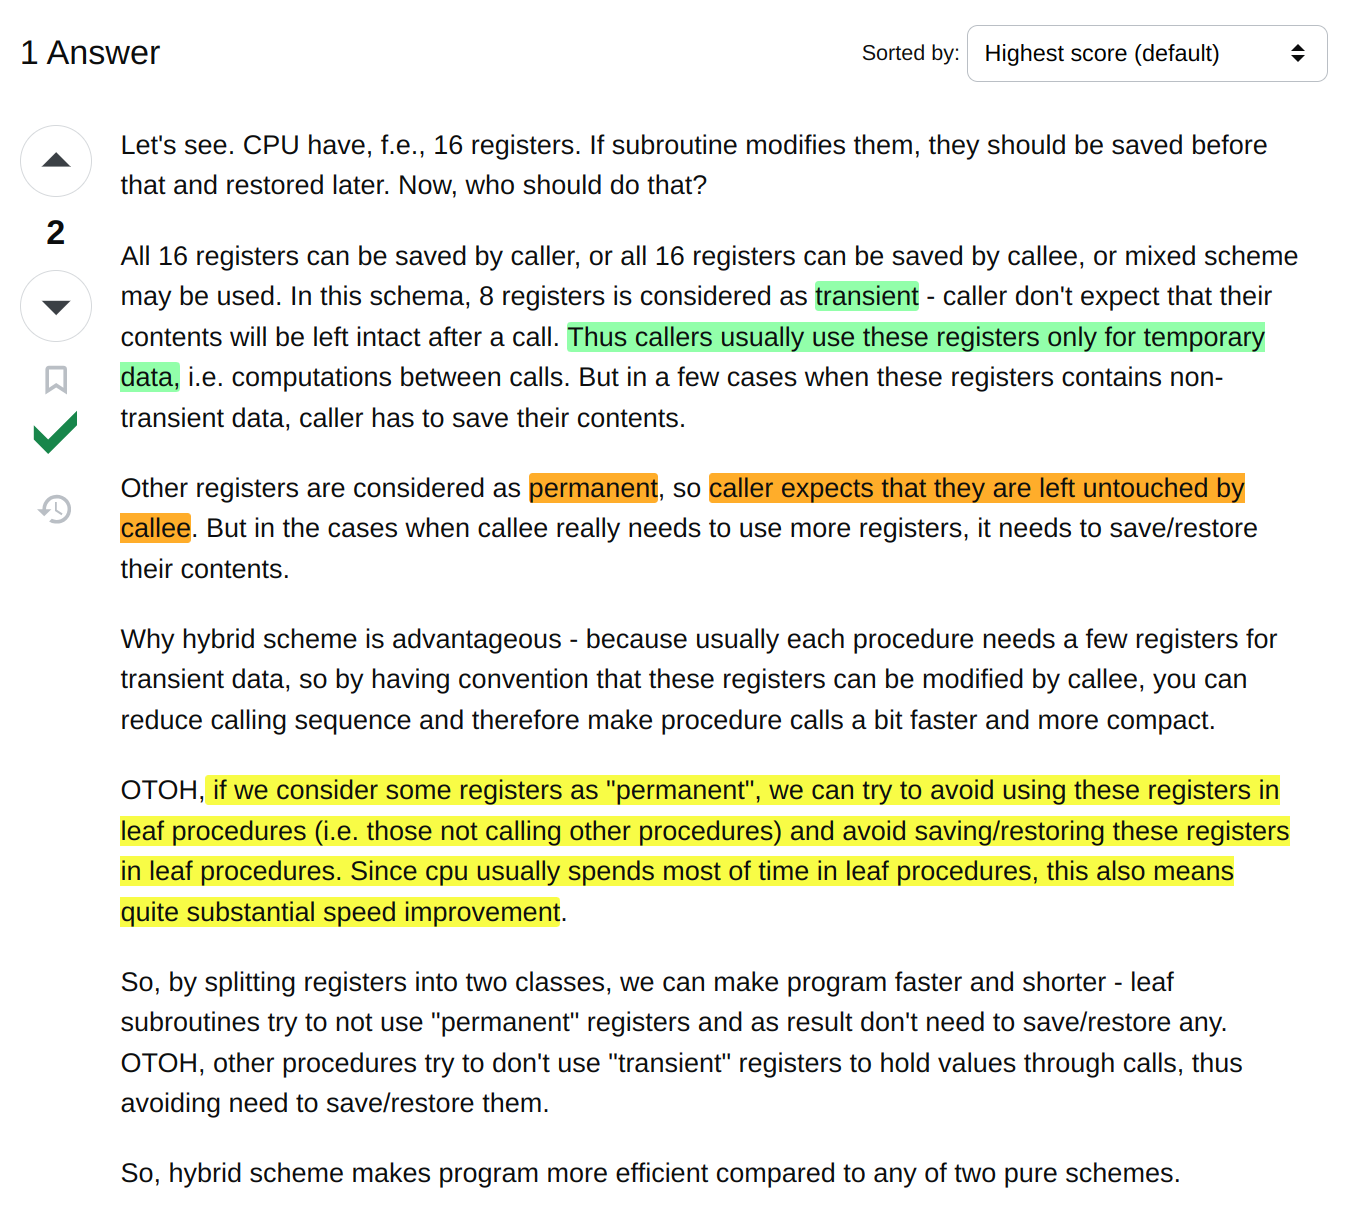 1 Answer
Sorted by:
Highest score (default)
Let's see. CPU have, f.e., 16 registers. If subroutine modifies them, they should be saved before
that and restored later. Now, who should do that?
2
All 16 registers can be saved by caller, or all 16 registers can be saved by callee, or mixed scheme
may be used. In this schema, 8 registers is considered as transient - caller don't expect that their
contents will be left intact after a call. Thus callers usually use these registers only for temporary
data, i.e. computations between calls. But in a few cases when these registers contains non-
transient data, caller has to save their contents.
Other registers are considered as permanent, so caller expects that they are left untouched by
callee. But in the cases when callee really needs to use more registers, it needs to save/restore
their contents.
Why hybrid scheme is advantageous - because usually each procedure needs a few registers for
transient data, so by having convention that these registers can be modified by callee, you can
reduce calling sequence and therefore make procedure calls a bit faster and more compact.
OTOH, if we consider some registers as "permanent", we can try to avoid using these registers in
leaf procedures (i.e. those not calling other procedures) and avoid saving/restoring these registers
in leaf procedures. Since cpu usually spends most of time in leaf procedures, this also means
quite substantial speed improvement.
So, by splitting registers into two classes, we can make program faster and shorter - leaf
subroutines try to not use "permanent" registers and as result don't need to save/restore any.
OTOH, other procedures try to don't use "transient" registers to hold values through calls, thus
avoiding need to save/restore them.
So, hybrid scheme makes program more efficient compared to any of two pure schemes.